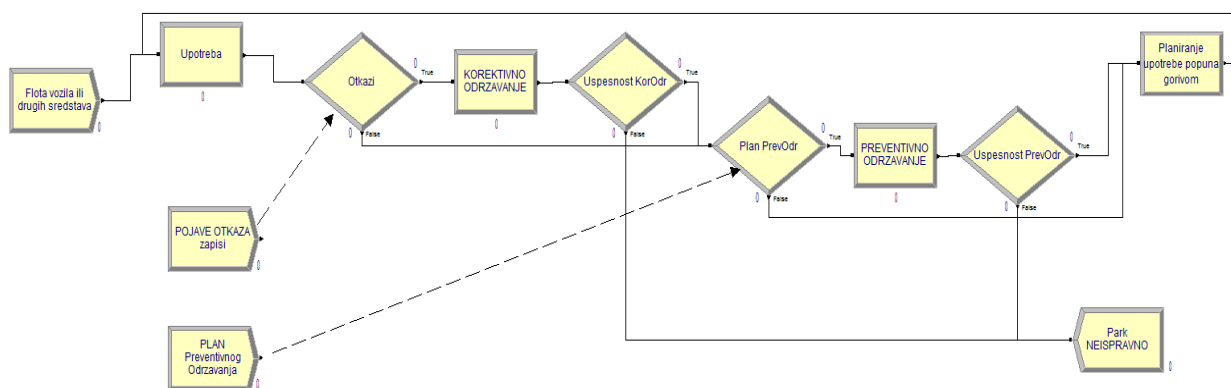 Flota vozila ili
drugih sredstava
0
Upotreba
0
Otkazi
0
True
0
False
KOREKTIVNO
ODRZAVANJE
0
Uspesnost KorOdr
0
True
0
False
Plan PrevOdr
0
True
0
False
PREVENTIVNO
ODRZAVANJE
0
Uspesnost PrevOdr
0
True
0
False
Planiranje
upotrebe popuna
gorivom
0
POJAVE OTKAZA
zapisi
0
PLAN
Preventivnog
Odrzavanja
0
Park
NEISPRAVNO
0